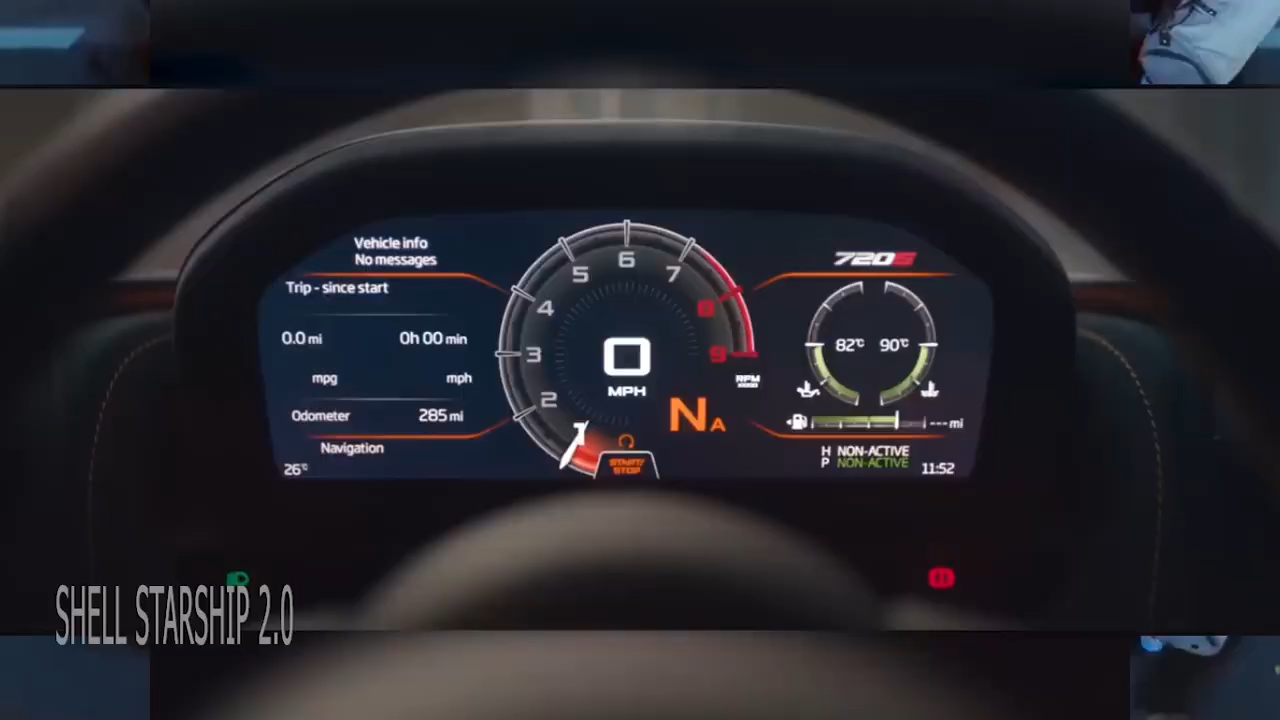 Vehicle info
No messages
Trip - since start
0.0 mi
0h 00 min
mpg
mph
Odometer
285 mi
Navigation
26°C
1
2
3
4
5
6
7
8
9
0
MPH
RPM
NA
START/
STOP
720S
82°C
90°C
---mi
H NON-ACTIVE
P NON-ACTIVE
11:52
SHELL STARSHIP 2.0